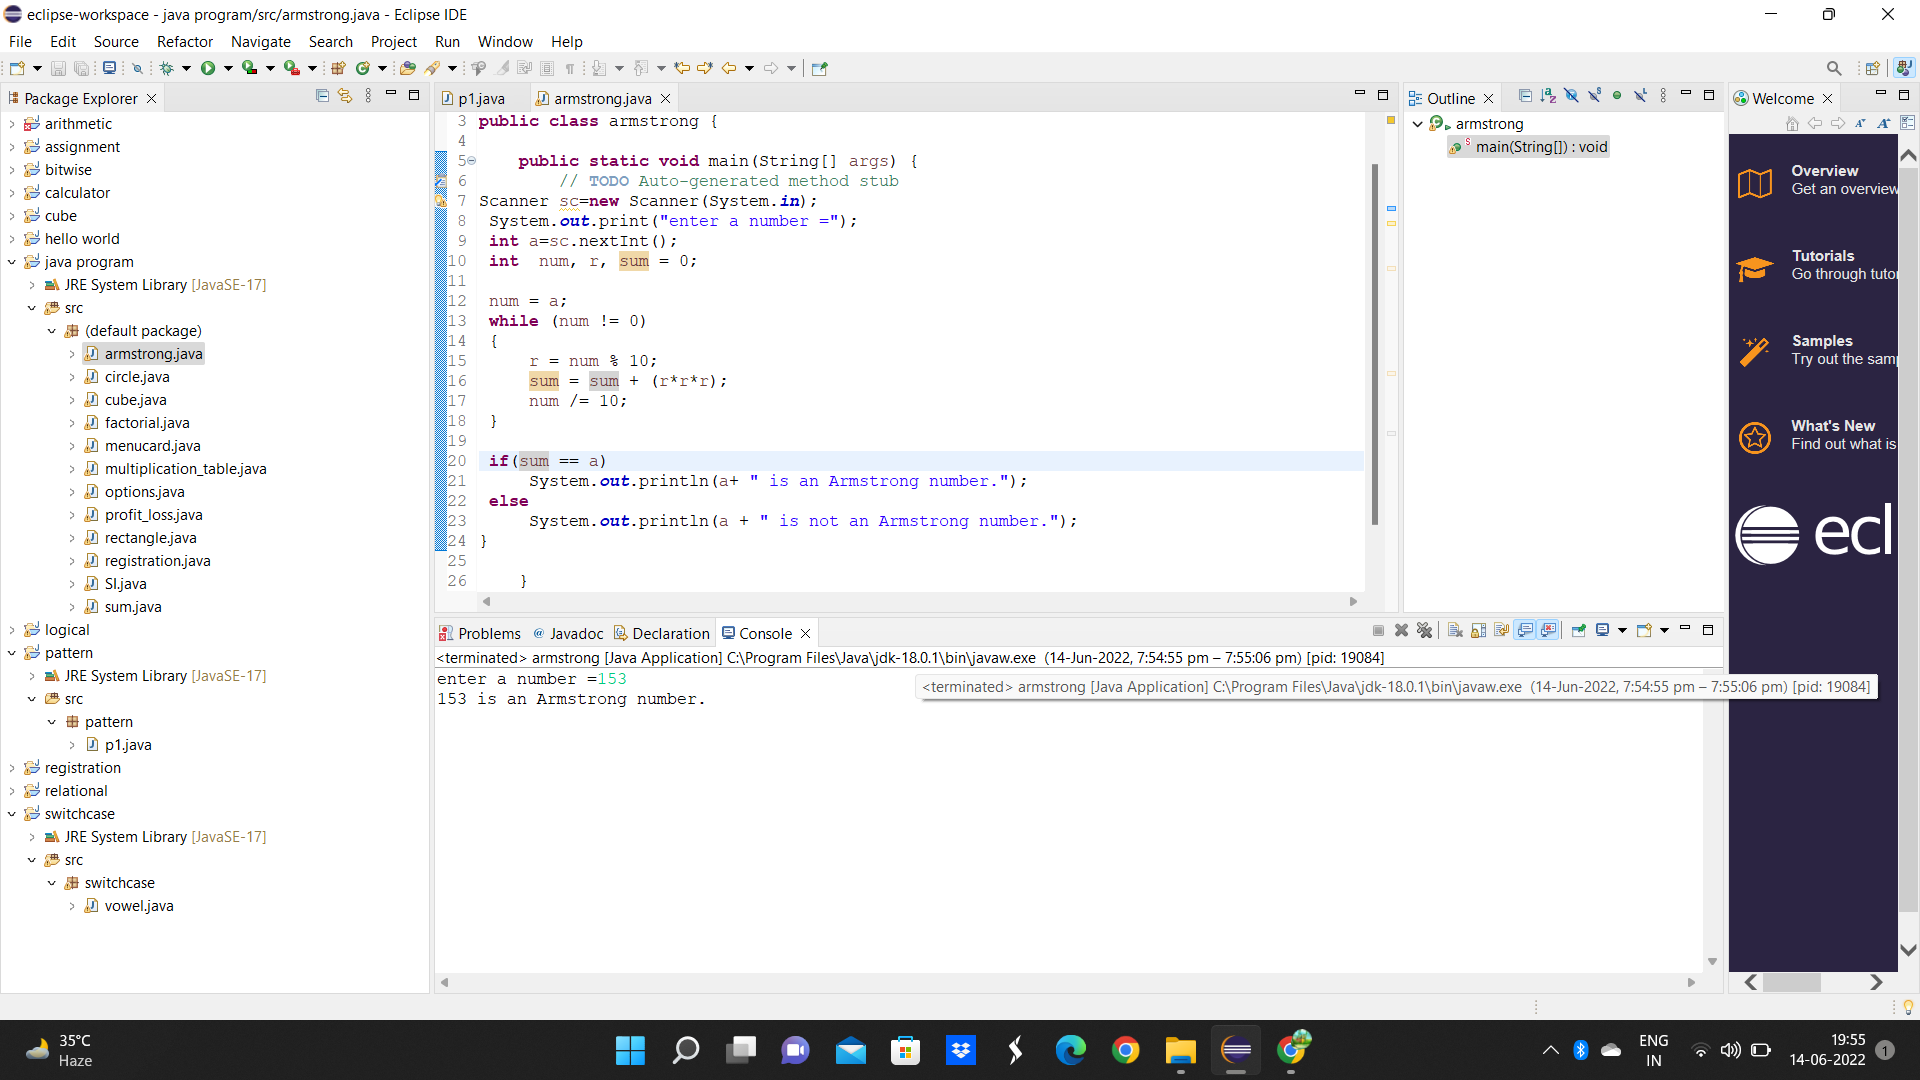 eclipse-workspace - java program/src/armstrong.java - Eclipse IDE
File Edit Source Refactor Navigate Search Project Run Window Help
Package Explorer
arithmetic
assignment
bitwise
calculator
cube
hello world
java program
JRE System Library [JavaSE-17]
src
(default package)
armstrong.java
circle.java
cube.java
factorial.java
menucard.java
multiplication_table.java
options.java
profit_loss.java
rectangle.java
registration.java
SI.java
sum.java
logical
pattern
JRE System Library [JavaSE-17]
src
pattern
p1.java
registration
relational
switchcase
JRE System Library [JavaSE-17]
src
switchcase
vowel.java
p1.java armstrong.java
3 public class armstrong {
4
5 public static void main(String[] args) {
6 // TODO Auto-generated method stub
7 Scanner sc=new Scanner(System.in);
8 System.out.print("enter a number =");
9 int a=sc.nextInt();
10 int num, r, sum = 0;
11
12 num = a;
13 while (num != 0)
14 {
15 r = num % 10;
16 sum = sum + (r*r*r);
17 num /= 10;
18 }
19
20 if(sum == a)
21 System.out.println(a+ " is an Armstrong number.");
22 else
23 System.out.println(a + " is not an Armstrong number.");
24 }
25
26 }
Problems Javadoc Declaration Console
<terminated> armstrong [Java Application] C:\Program Files\Java\jdk-18.0.1\bin\javaw.exe (14-Jun-2022, 7:54:55 pm – 7:55:06 pm) [pid: 19084]
enter a number =153
153 is an Armstrong number.
<terminated> armstrong [Java Application] C:\Program Files\Java\jdk-18.0.1\bin\javaw.exe (14-Jun-2022, 7:54:55 pm – 7:55:06 pm) [pid: 19084]
Outline
armstrong
main(String[]) : void
Welcome
Overview
Get an overview
Tutorials
Go through tutor
Samples
Try out the samp
What's New
Find out what is
ecl
35°C
Haze
ENG
IN
19:55
14-06-2022
1